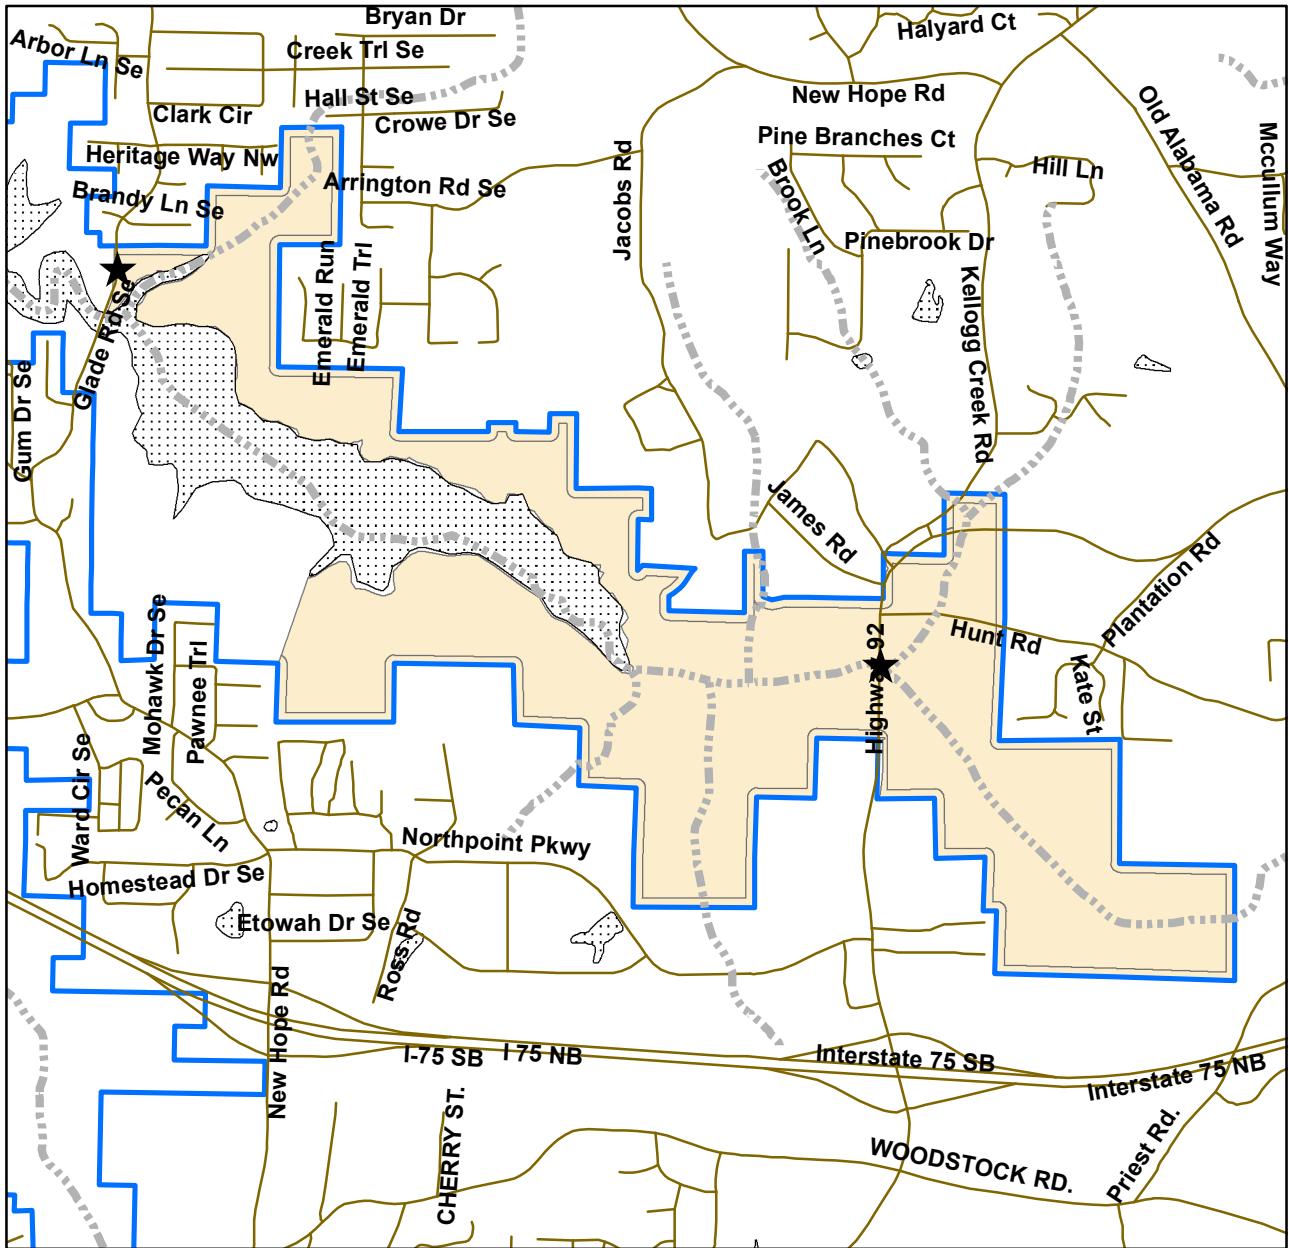 Bryan Dr
Halyard Ct
Arbor Ln Se
Creek Trl Se
Hall St Se
New Hope Rd
Old Alabama Rd
Clark Cir
Crowe Dr Se
Pine Branches Ct
Mccullum Way
Heritage Way Nw
Jacobs Rd
Brook Ln
Hill Ln
Brandy Ln Se
Arrington Rd Se
Pinebrook Dr
Emerald Run
Emerald Trl
Kellogg Creek Rd
Glade Rd Se
Gum Dr Se
James Rd
Plantation Rd
Hunt Rd
Mohawk Dr Se
Pawnee Trl
Highway 92
Kate St
Ward Cir Se
Pecan Ln
Northpoint Pkwy
Homestead Dr Se
Etowah Dr Se
Ross Rd
New Hope Rd
I-75 SB
I 75 NB
Interstate 75 SB
Interstate 75 NB
CHERRY ST.
WOODSTOCK RD.
Priest Rd.